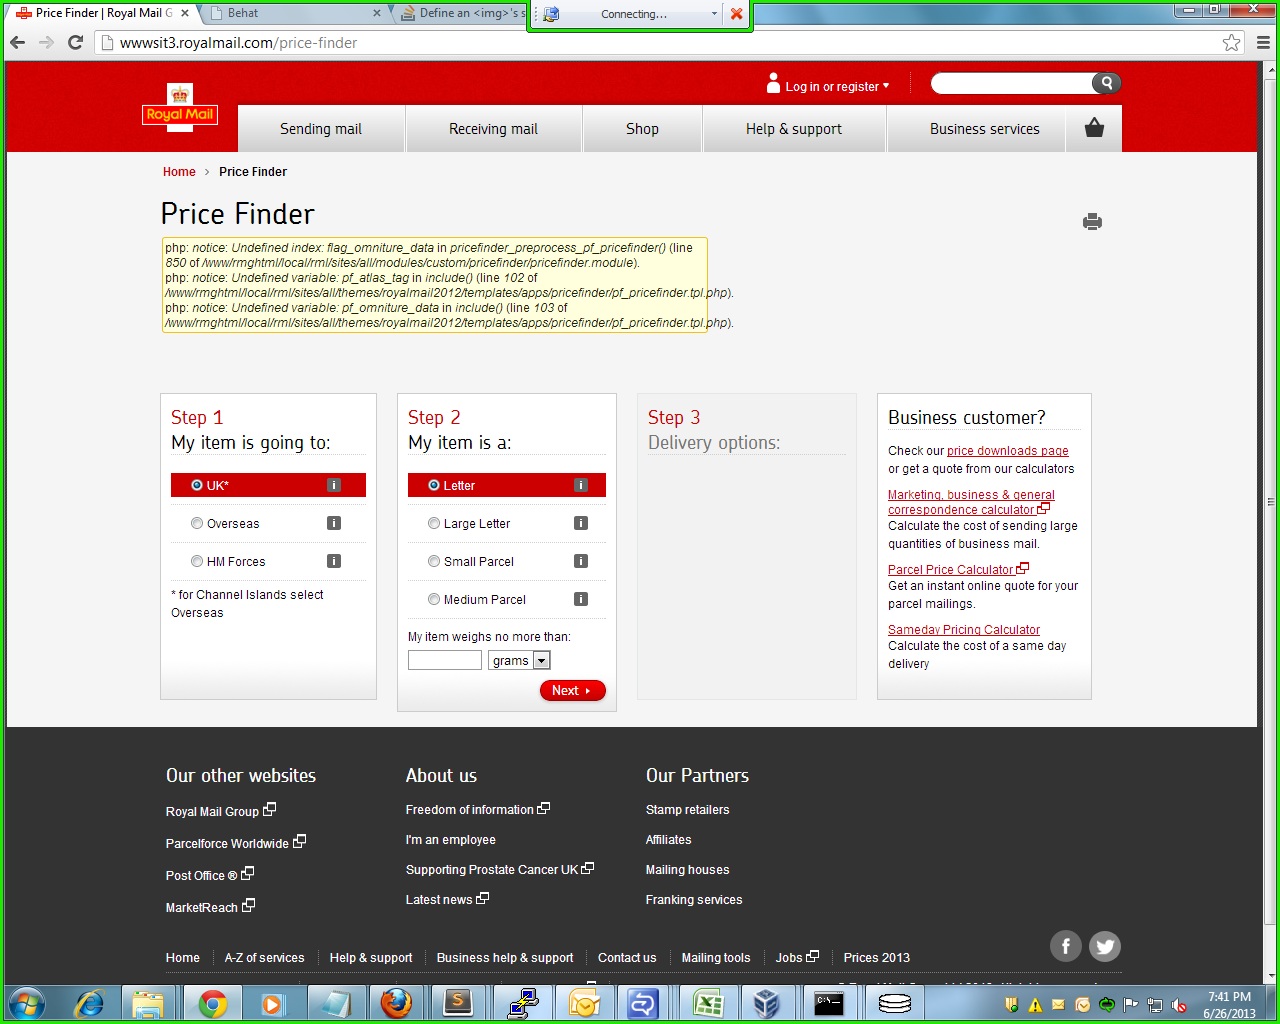 Price Finder | Royal Mail G
Behat
Define an <img>'s s
Connecting...
wwwsit3.royalmail.com/price-finder
Log in or register
Royal Mail
Sending mail
Receiving mail
Shop
Help & support
Business services
Home > Price Finder
Price Finder
php: notice: Undefined index: flag_omniture_data in pricefinder_preprocess_pf_pricefinder() (line
850 of /www/rmghtml/local/rml/sites/all/modules/custom/pricefinder/pricefinder.module).
php: notice: Undefined variable: pf_atlas_tag in include() (line 102 of
/www/rmghtml/local/rml/sites/all/themes/royalmail2012/templates/apps/pricefinder/pf_pricefinder.tpl.php).
php: notice: Undefined variable: pf_omniture_data in include() (line 103 of
/www/rmghtml/local/rml/sites/all/themes/royalmail2012/templates/apps/pricefinder/pf_pricefinder.tpl.php).
Step 1
My item is going to:
UK*
Overseas
HM Forces
* for Channel Islands select
Overseas
Step 2
My item is a:
Letter
Large Letter
Small Parcel
Medium Parcel
My item weighs no more than:
grams
Next
Step 3
Delivery options:
Business customer?
Check our price downloads page
or get a quote from our calculators
Marketing, business & general
correspondence calculator
Calculate the cost of sending large
quantities of business mail.
Parcel Price Calculator
Get an instant online quote for your
parcel mailings.
Sameday Pricing Calculator
Calculate the cost of a same day
delivery
Our other websites
Royal Mail Group
Parcelforce Worldwide
Post Office ®
MarketReach
About us
Freedom of information
I'm an employee
Supporting Prostate Cancer UK
Latest news
Our Partners
Stamp retailers
Affiliates
Mailing houses
Franking services
Home
A-Z of services
Help & support
Business help & support
Contact us
Mailing tools
Jobs
Prices 2013
7:41 PM
6/26/2013